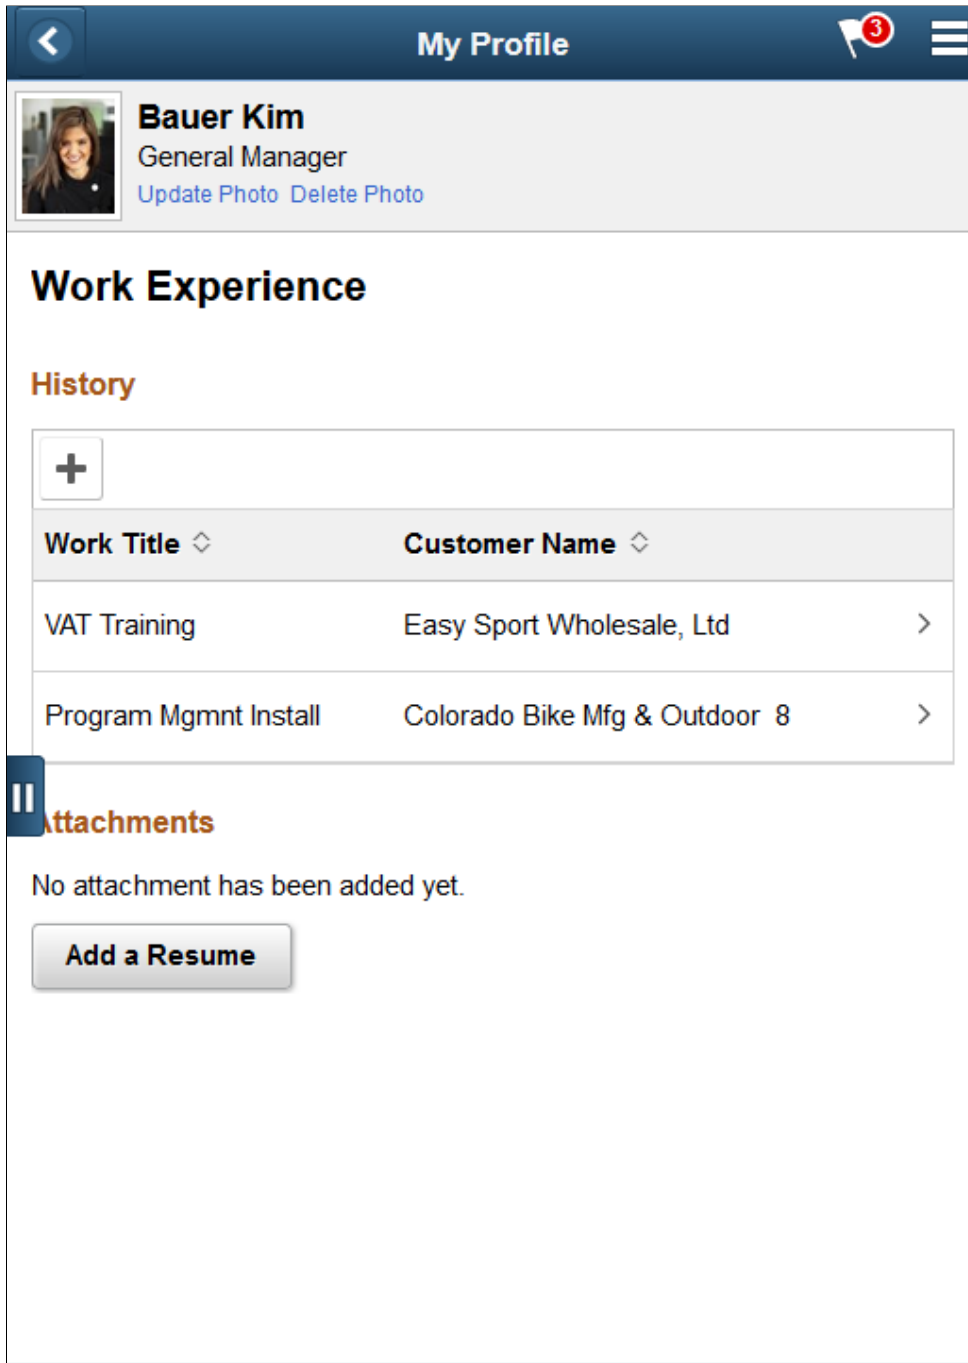 My Profile
3
Bauer Kim
General Manager
Update Photo Delete Photo
Work Experience
History
Work Title Customer Name
VAT Training Easy Sport Wholesale, Ltd
Program Mgmnt Install Colorado Bike Mfg & Outdoor 8
Attachments
No attachment has been added yet.
Add a Resume